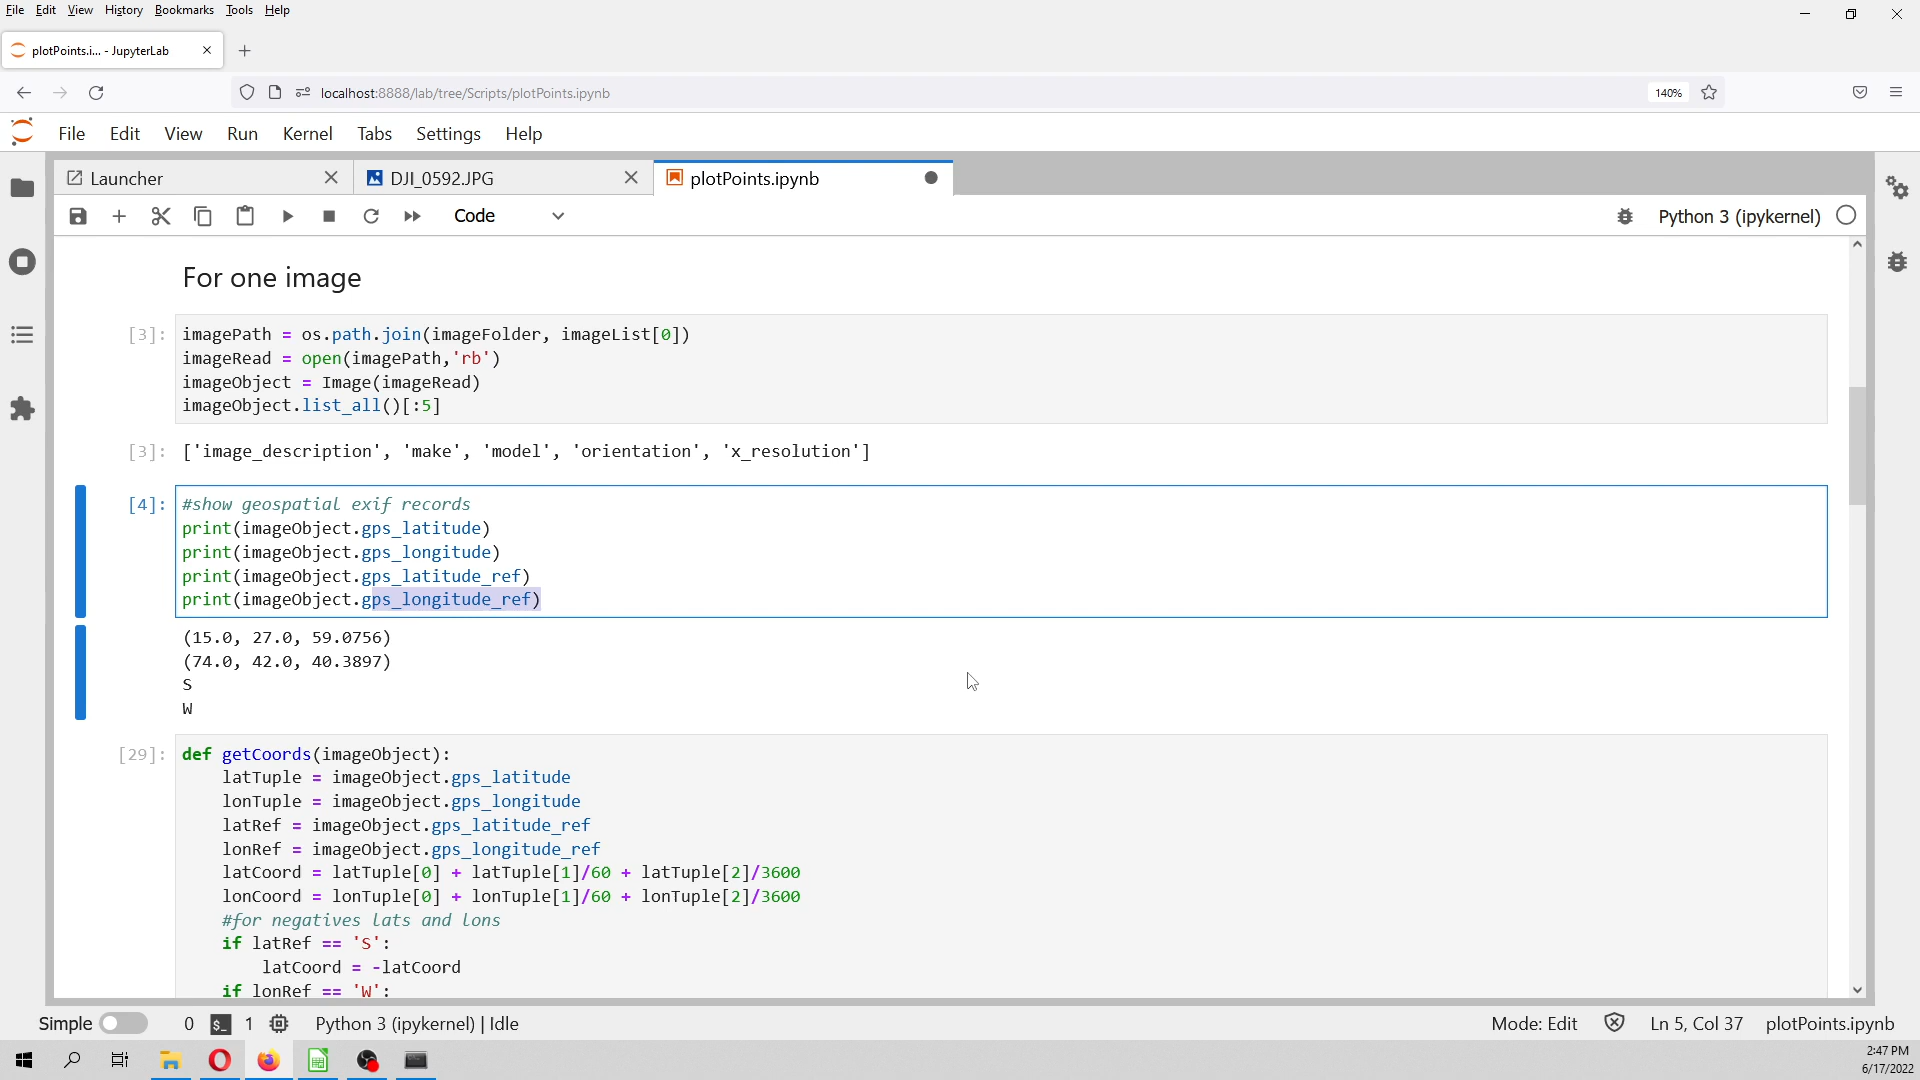 File Edit View History Bookmarks Tools Help
plotPoints.i... - JupyterLab
localhost:8888/lab/tree/Scripts/plotPoints.ipynb
140%
File Edit View Run Kernel Tabs Settings Help
Launcher DJI_0592.JPG plotPoints.ipynb
Code Python 3 (ipykernel)
For one image
[3]: imagePath = os.path.join(imageFolder, imageList[0])
imageRead = open(imagePath,'rb')
imageObject = Image(imageRead)
imageObject.list_all()[:5]
[3]: ['image_description', 'make', 'model', 'orientation', 'x_resolution']
[4]: #show geospatial exif records
print(imageObject.gps_latitude)
print(imageObject.gps_longitude)
print(imageObject.gps_latitude_ref)
print(imageObject.gps_longitude_ref)
(15.0, 27.0, 59.0756)
(74.0, 42.0, 40.3897)
S
W
[29]: def getCoords(imageObject):
latTuple = imageObject.gps_latitude
lonTuple = imageObject.gps_longitude
latRef = imageObject.gps_latitude_ref
lonRef = imageObject.gps_longitude_ref
latCoord = latTuple[0] + latTuple[1]/60 + latTuple[2]/3600
lonCoord = lonTuple[0] + lonTuple[1]/60 + lonTuple[2]/3600
#for negatives lats and lons
if latRef == 'S':
latCoord = -latCoord
if lonRef == 'W':
Simple 0 $_ 1 Python 3 (ipykernel) | Idle Mode: Edit Ln 5, Col 37 plotPoints.ipynb
2:47 PM
6/17/2022